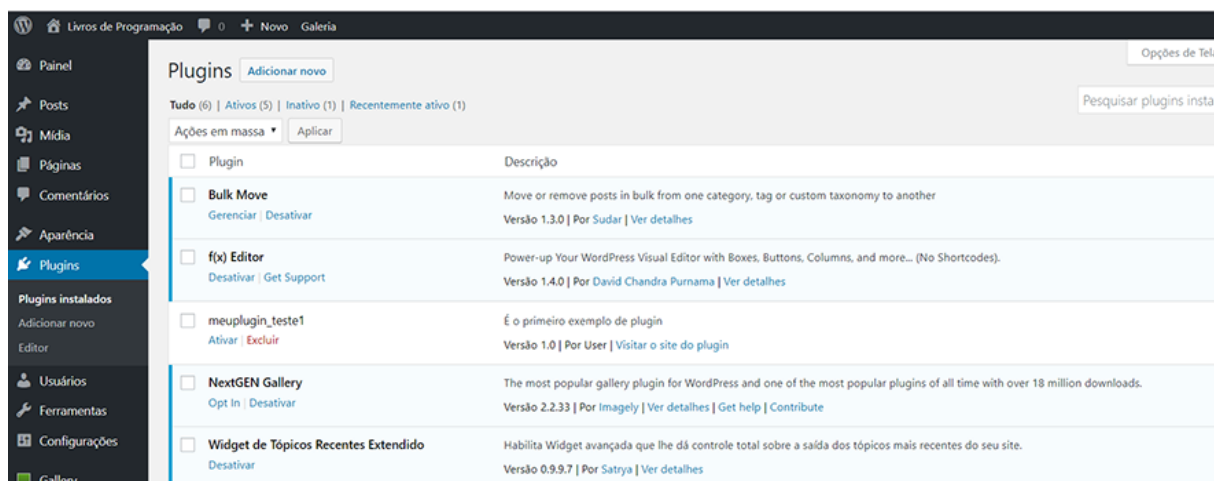 Livros de Programação 0 + Novo Galeria
Opções de Tela
Painel
Posts
Mídia
Páginas
Comentários
Aparência
Plugins
Plugins instalados
Adicionar novo
Editor
Usuários
Ferramentas
Configurações
Gallery
Plugins Adicionar novo
Tudo (6) | Ativos (5) | Inativo (1) | Recentemente ativo (1)
Pesquisar plugins insta
Ações em massa Aplicar
Plugin Descrição
Bulk Move Move or remove posts in bulk from one category, tag or custom taxonomy to another
Gerenciar | Desativar Versão 1.3.0 | Por Sudar | Ver detalhes
f(x) Editor Power-up Your WordPress Visual Editor with Boxes, Buttons, Columns, and more... (No Shortcodes).
Desativar | Get Support Versão 1.4.0 | Por David Chandra Purnama | Ver detalhes
meuplugin_teste1 É o primeiro exemplo de plugin
Ativar | Excluir Versão 1.0 | Por User | Visitar o site do plugin
NextGEN Gallery The most popular gallery plugin for WordPress and one of the most popular plugins of all time with over 18 million downloads.
Opt In | Desativar Versão 2.2.33 | Por Imagely | Ver detalhes | Get help | Contribute
Widget de Tópicos Recentes Extendido Habilita Widget avançada que lhe dá controle total sobre a saída dos tópicos mais recentes do seu site.
Desativar Versão 0.9.9.7 | Por Satrya | Ver detalhes